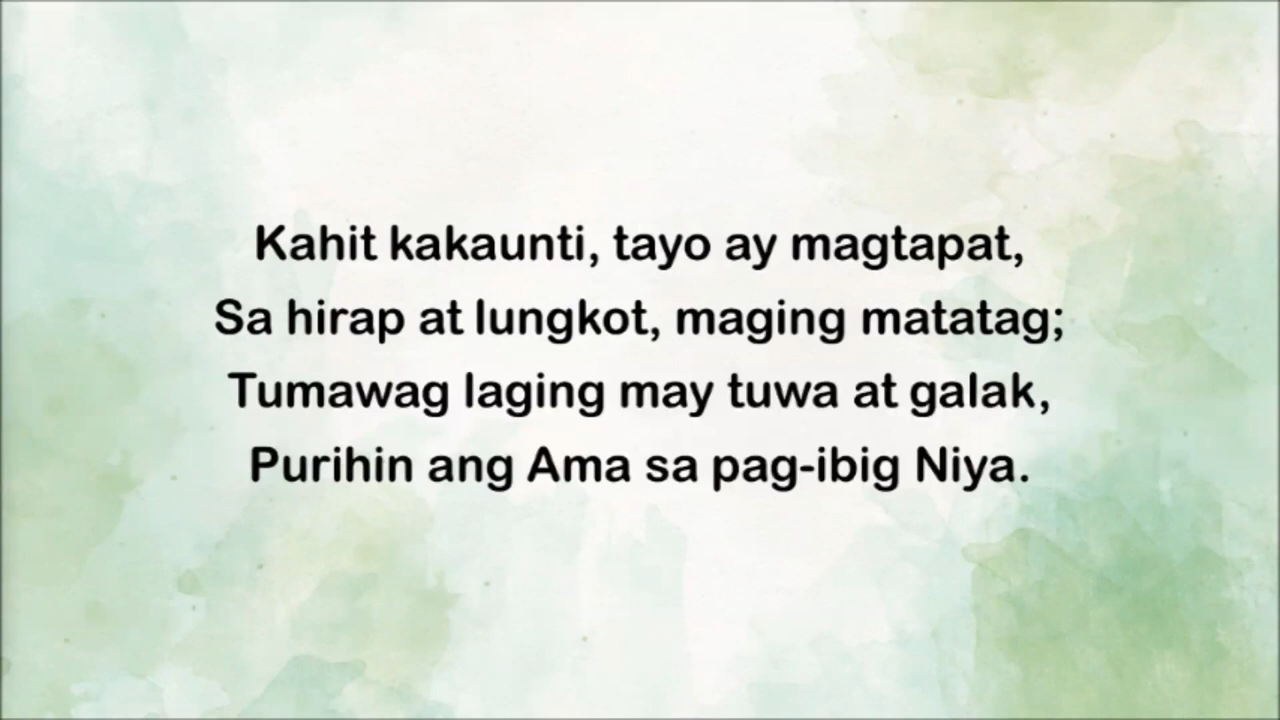 Kahit kakaunti, tayo ay magtapat,
Sa hirap at lungkot, maging matatag;
Tumawag laging may tuwa at galak,
Purihin ang Ama sa pag-ibig Niya.